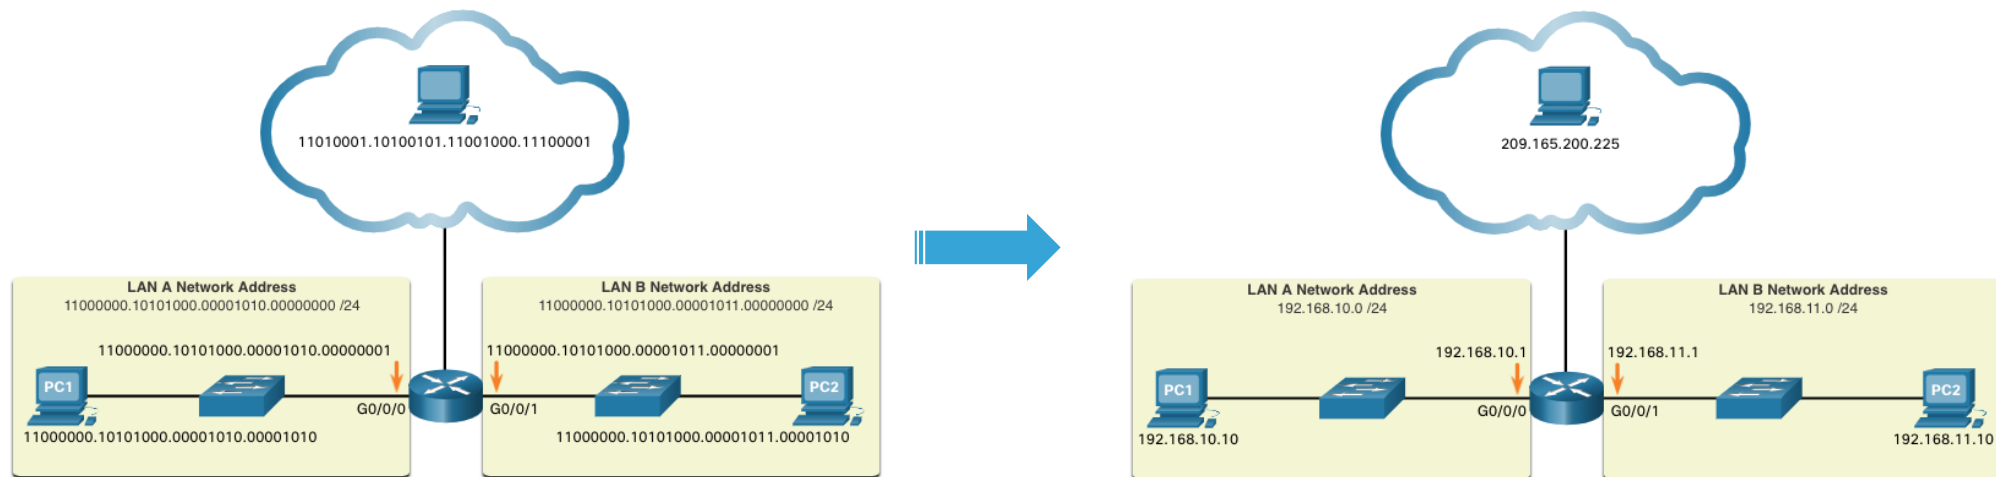 11010001.10100101.11001000.11100001
LAN A Network Address
11000000.10101000.00001010.00000000 /24
LAN B Network Address
11000000.10101000.00001011.00000000 /24
11000000.10101000.00001010.00000001
11000000.10101000.00001011.00000001
PC1
G0/0/0
G0/0/1
PC2
11000000.10101000.00001010.00001010
11000000.10101000.00001011.00001010
209.165.200.225
LAN A Network Address
192.168.10.0 /24
LAN B Network Address
192.168.11.0 /24
192.168.10.1
192.168.11.1
PC1
G0/0/0
G0/0/1
PC2
192.168.10.10
192.168.11.10